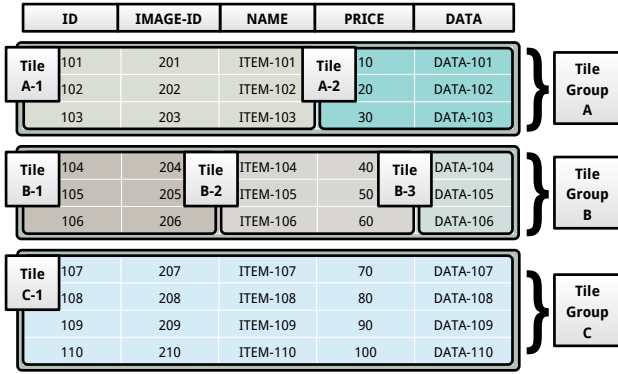 ID IMAGE-ID NAME PRICE DATA
Tile A-1
Tile A-2
101 201 ITEM-101 10 DATA-101
102 202 ITEM-102 20 DATA-102
103 203 ITEM-103 30 DATA-103
Tile Group A
Tile B-1
Tile B-2
Tile B-3
104 204 ITEM-104 40 DATA-104
105 205 ITEM-105 50 DATA-105
106 206 ITEM-106 60 DATA-106
Tile Group B
Tile C-1
107 207 ITEM-107 70 DATA-107
108 208 ITEM-108 80 DATA-108
109 209 ITEM-109 90 DATA-109
110 210 ITEM-110 100 DATA-110
Tile Group C